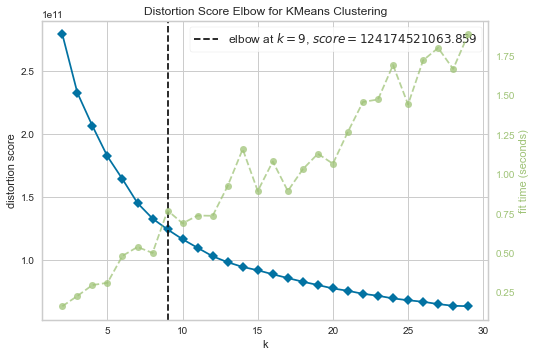 Distortion Score Elbow for KMeans Clustering
1e11
elbow at k = 9, score = 124174521063.859
2.5
2.0
1.5
1.0
distortion score
5
10
15
20
25
30
k
1.75
1.50
1.25
1.00
0.75
0.50
0.25
fit time (seconds)